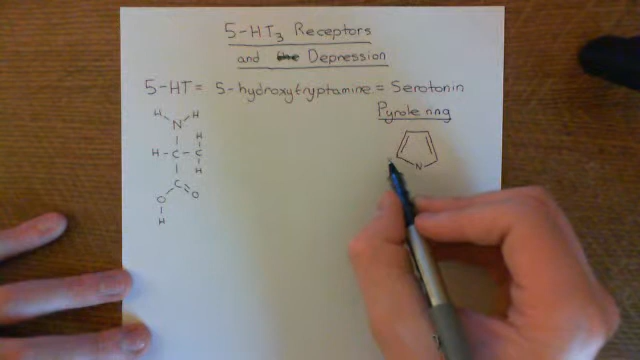 5-HT₃ Receptors
and the Depression
5-HT = 5-hydroxytryptamine = Serotonin
Pyrole ring
H H
N
H
H-C-C-H
H
C
O O
H
N